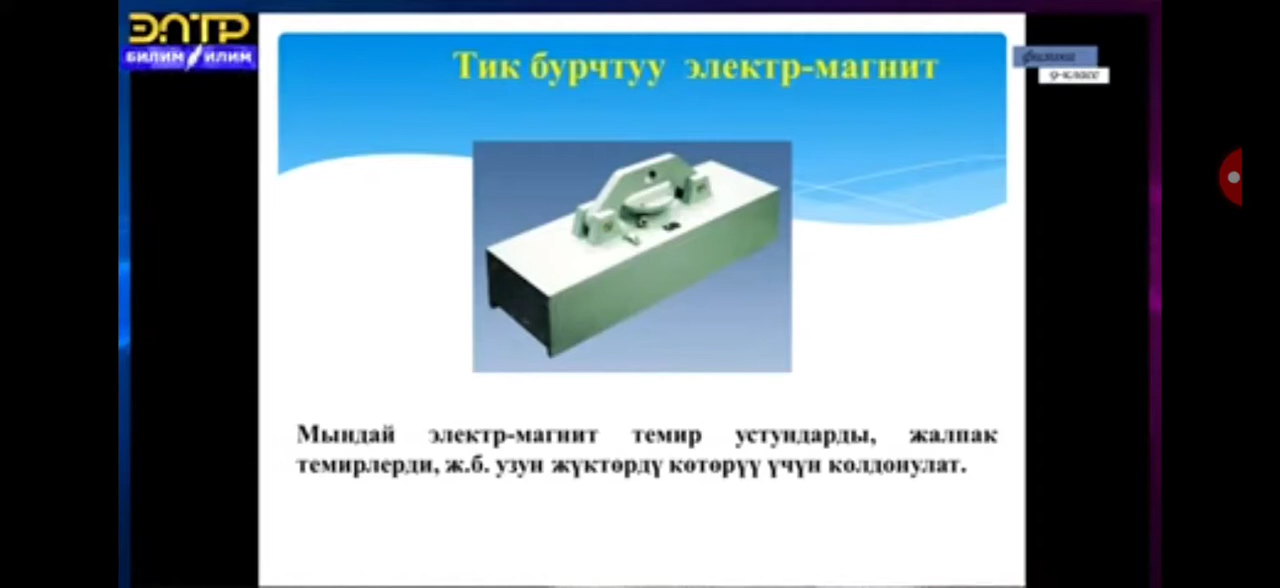 ЭЛТР
БИЛИМ ИЛИМ
Тик бурчтуу электр-магнит
физика
9-класс
Мындай электр-магнит темир устундарды, жалпак
темирлерди, ж.б. узун жүктөрдү көтөрүү үчүн колдонулат.